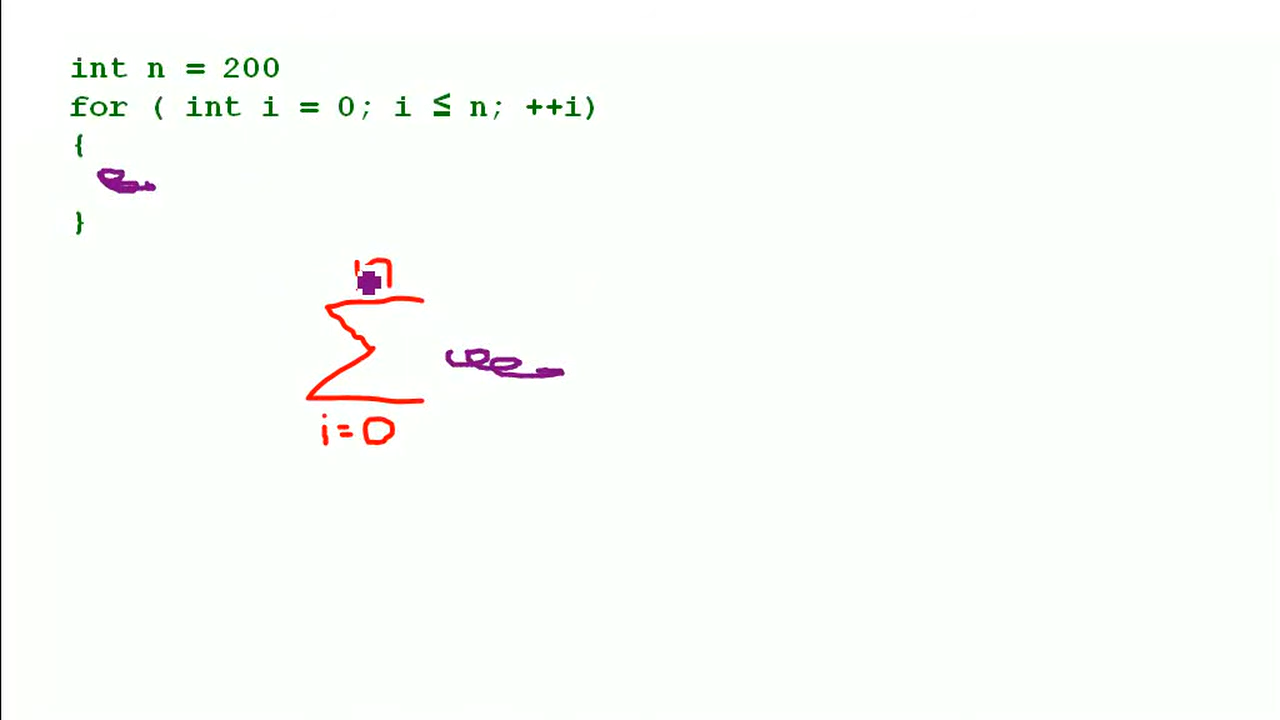 int n = 200
for ( int i = 0; i ≤ n; ++i)
{
}
n
Σ
i = 0